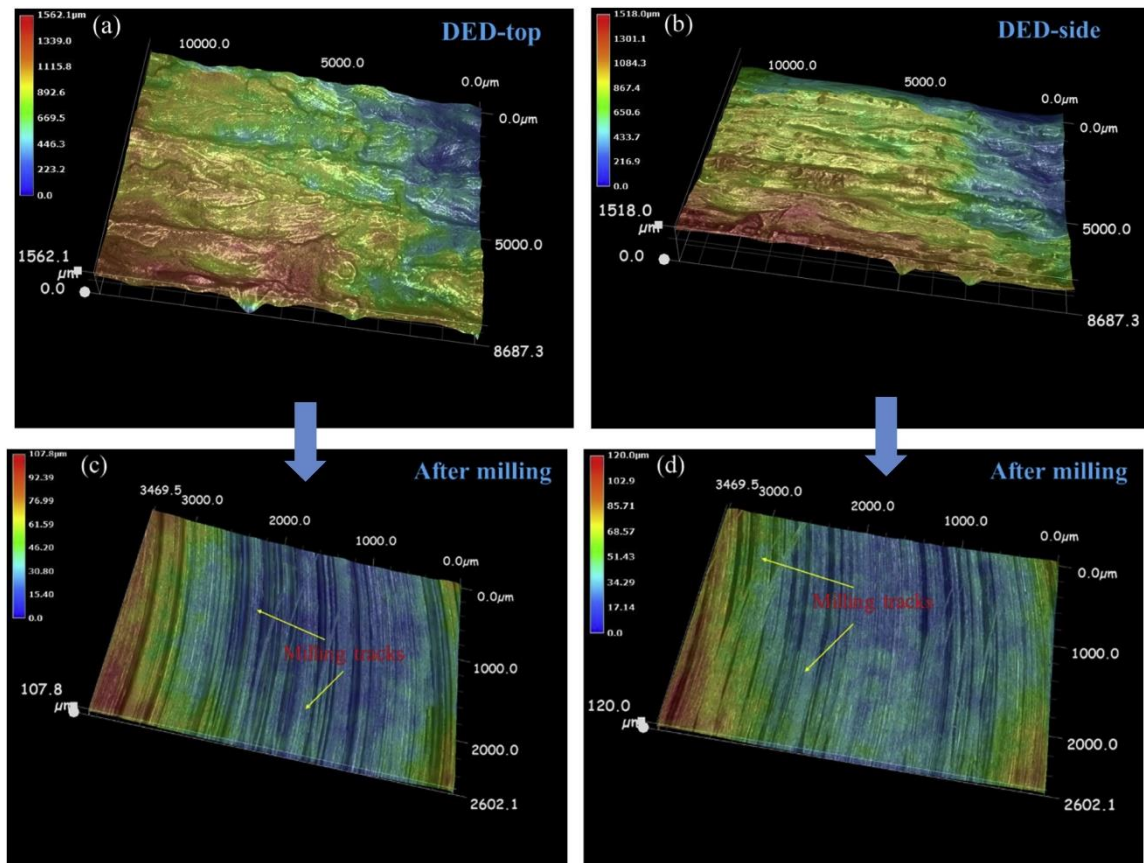 (a)
DED-top
1562.1µm
1339.0
1115.8
892.6
669.5
446.3
223.2
0.0
10000.0
5000.0
0.0µm
0.0µm
5000.0
8687.3
1562.1
µm
0.0
(b)
DED-side
1518.0µm
1301.1
1084.3
867.4
650.6
433.7
216.9
0.0
10000.0
5000.0
0.0µm
0.0µm
5000.0
8687.3
1518.0
µm
0.0
(c)
After milling
107.8µm
92.39
76.99
61.59
46.20
30.80
15.40
0.0
3469.5
3000.0
2000.0
1000.0
0.0µm
0.0µm
1000.0
2000.0
2602.1
107.8
µm
Milling tracks
(d)
After milling
120.0µm
102.9
85.71
68.57
51.43
34.29
17.14
0.0
3469.5
3000.0
2000.0
1000.0
0.0µm
0.0µm
1000.0
2000.0
2602.1
120.0
µm
Milling tracks